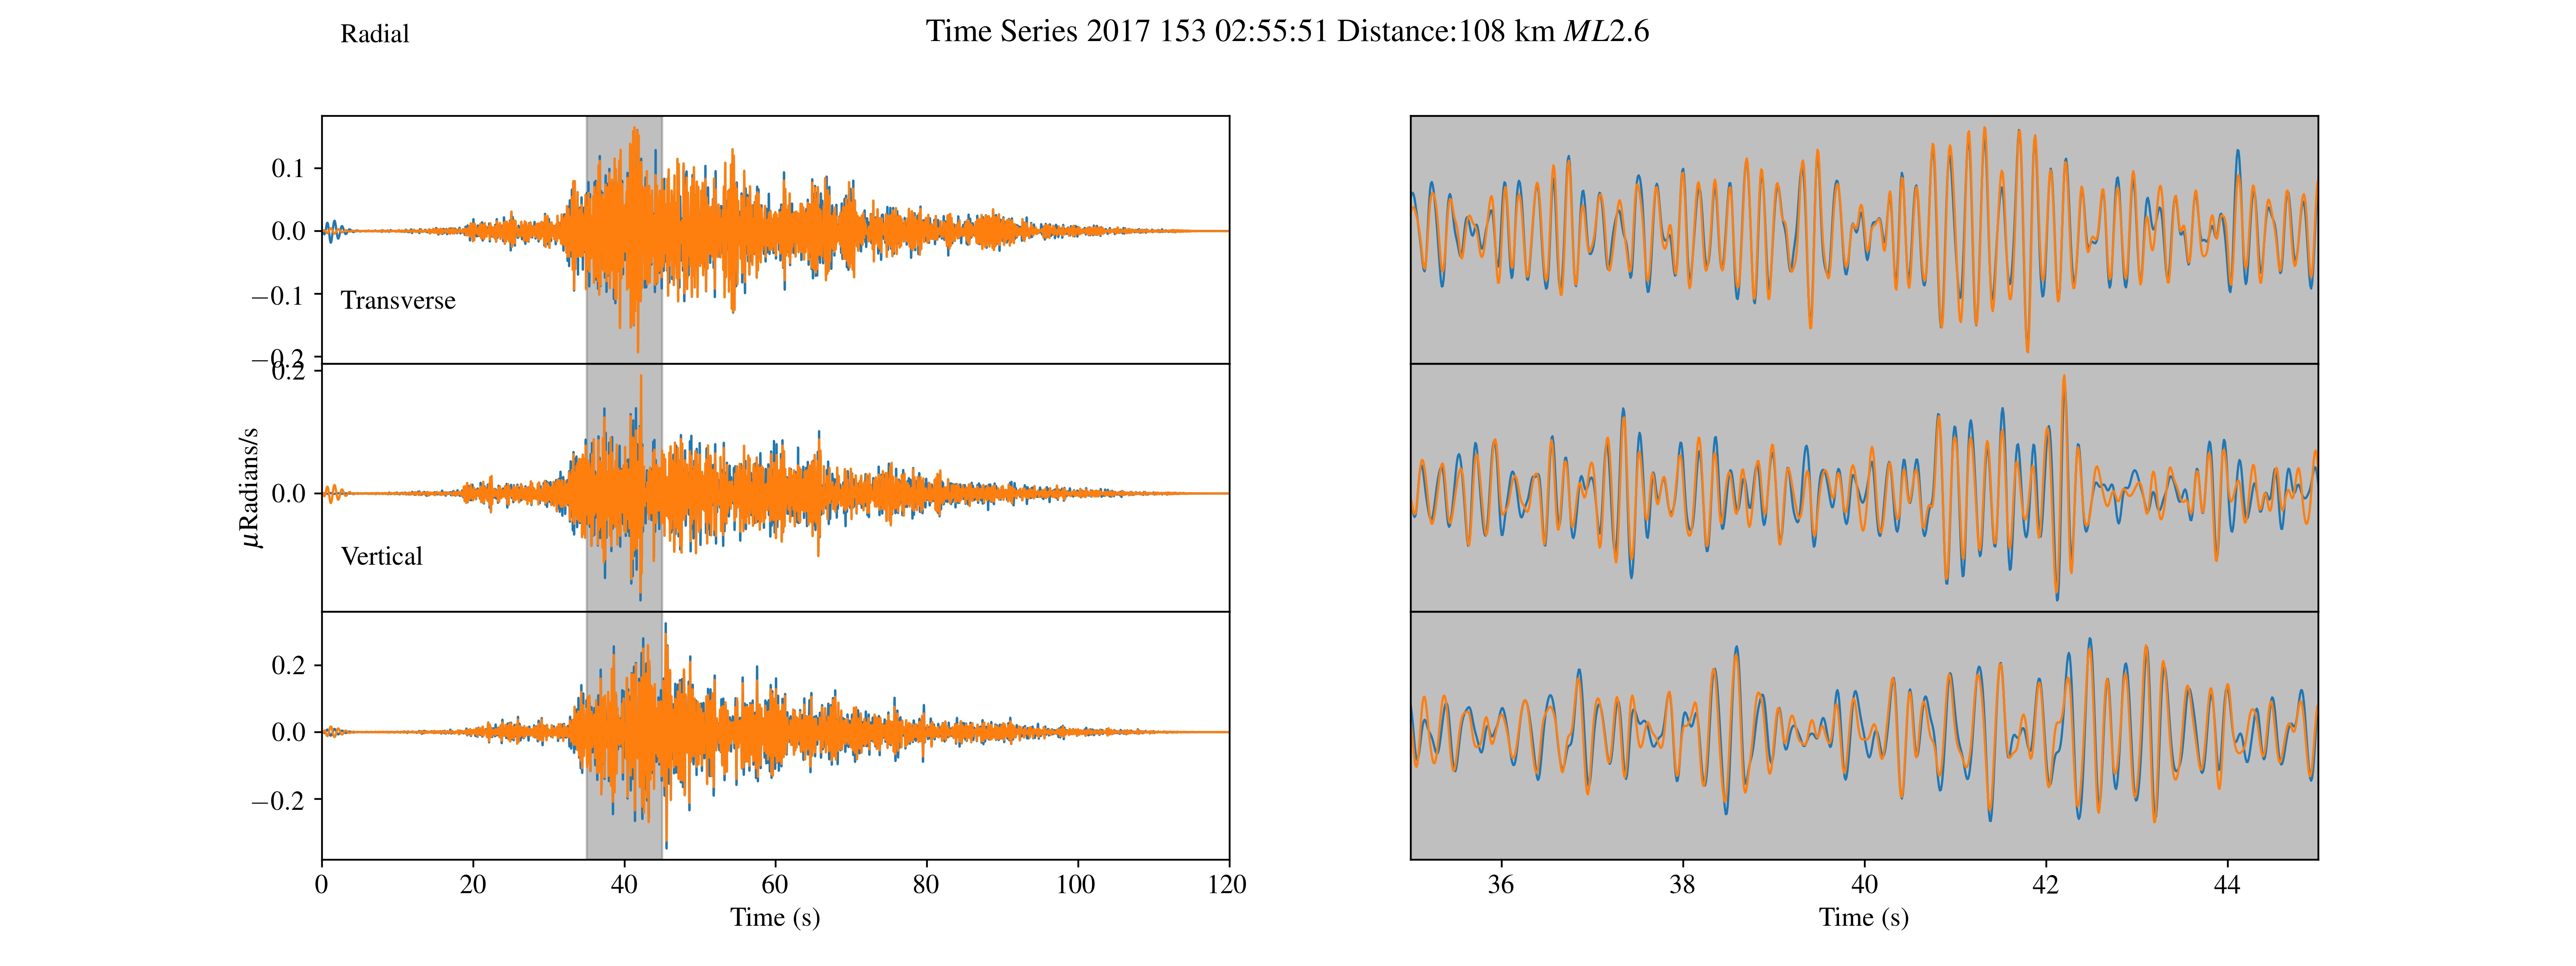 Radial
Time Series 2017 153 02:55:51 Distance:108 km ML2.6
0.1
0.0
−0.1
Transverse
−0.2
0.2
0.0
μRadians/s
Vertical
0.2
0.0
−0.2
0 20 40 60 80 100 120
36 38 40 42 44
Time (s)
Time (s)